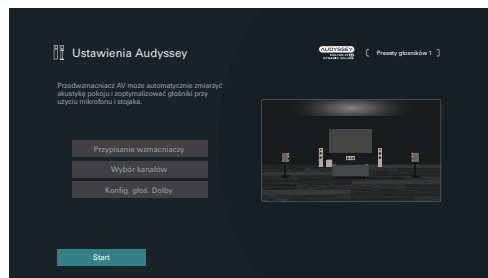 Ustawienia Audyssey
AUDYSSEY
Presety głośników 1
Przedwzmacniacz AV może automatycznie zmierzyć
akustykę pokoju i zoptymalizować głośniki przy
użyciu mikrofonu i stojaka.
Przypisanie wzmacniaczy
Wybór kanałów
Konfig. głoś. Dolby
Start